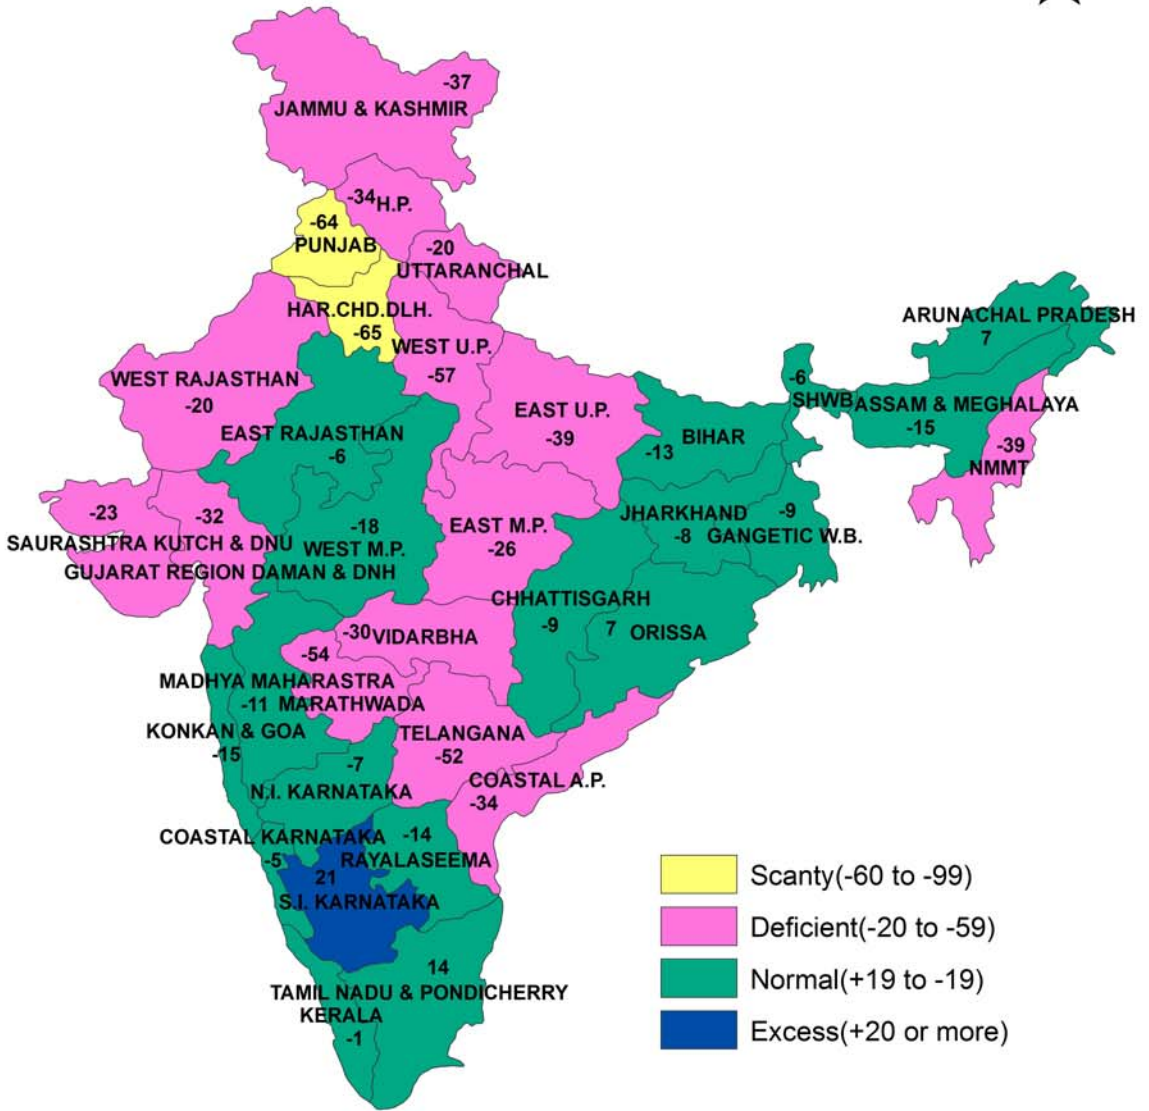 -37
JAMMU & KASHMIR
-34 H.P.
-64
PUNJAB
-20
UTTARANCHAL
HAR.CHD.DLH.
-65
WEST U.P.
-57
ARUNACHAL PRADESH
7
WEST RAJASTHAN
-20
EAST U.P.
-39
-6
SHWB
ASSAM & MEGHALAYA
-15
EAST RAJASTHAN
-6
BIHAR
-13
-39
NMMT
-23
SAURASHTRA KUTCH & DNU
-32
GUJARAT REGION DAMAN & DNH
-18
WEST M.P.
EAST M.P.
-26
JHARKHAND
-8
-9
GANGETIC W.B.
CHHATTISGARH
-9
7 ORISSA
-30 VIDARBHA
-54
MADHYA MAHARASTRA
-11
MARATHWADA
KONKAN & GOA
-15
TELANGANA
-52
-7
N.I. KARNATAKA
COASTAL A.P.
-34
COASTAL KARNATAKA
-5
-14
RAYALASEEMA
21
S.I. KARNATAKA
14
TAMIL NADU & PONDICHERRY
KERALA
-1
Scanty(-60 to -99)
Deficient(-20 to -59)
Normal(+19 to -19)
Excess(+20 or more)